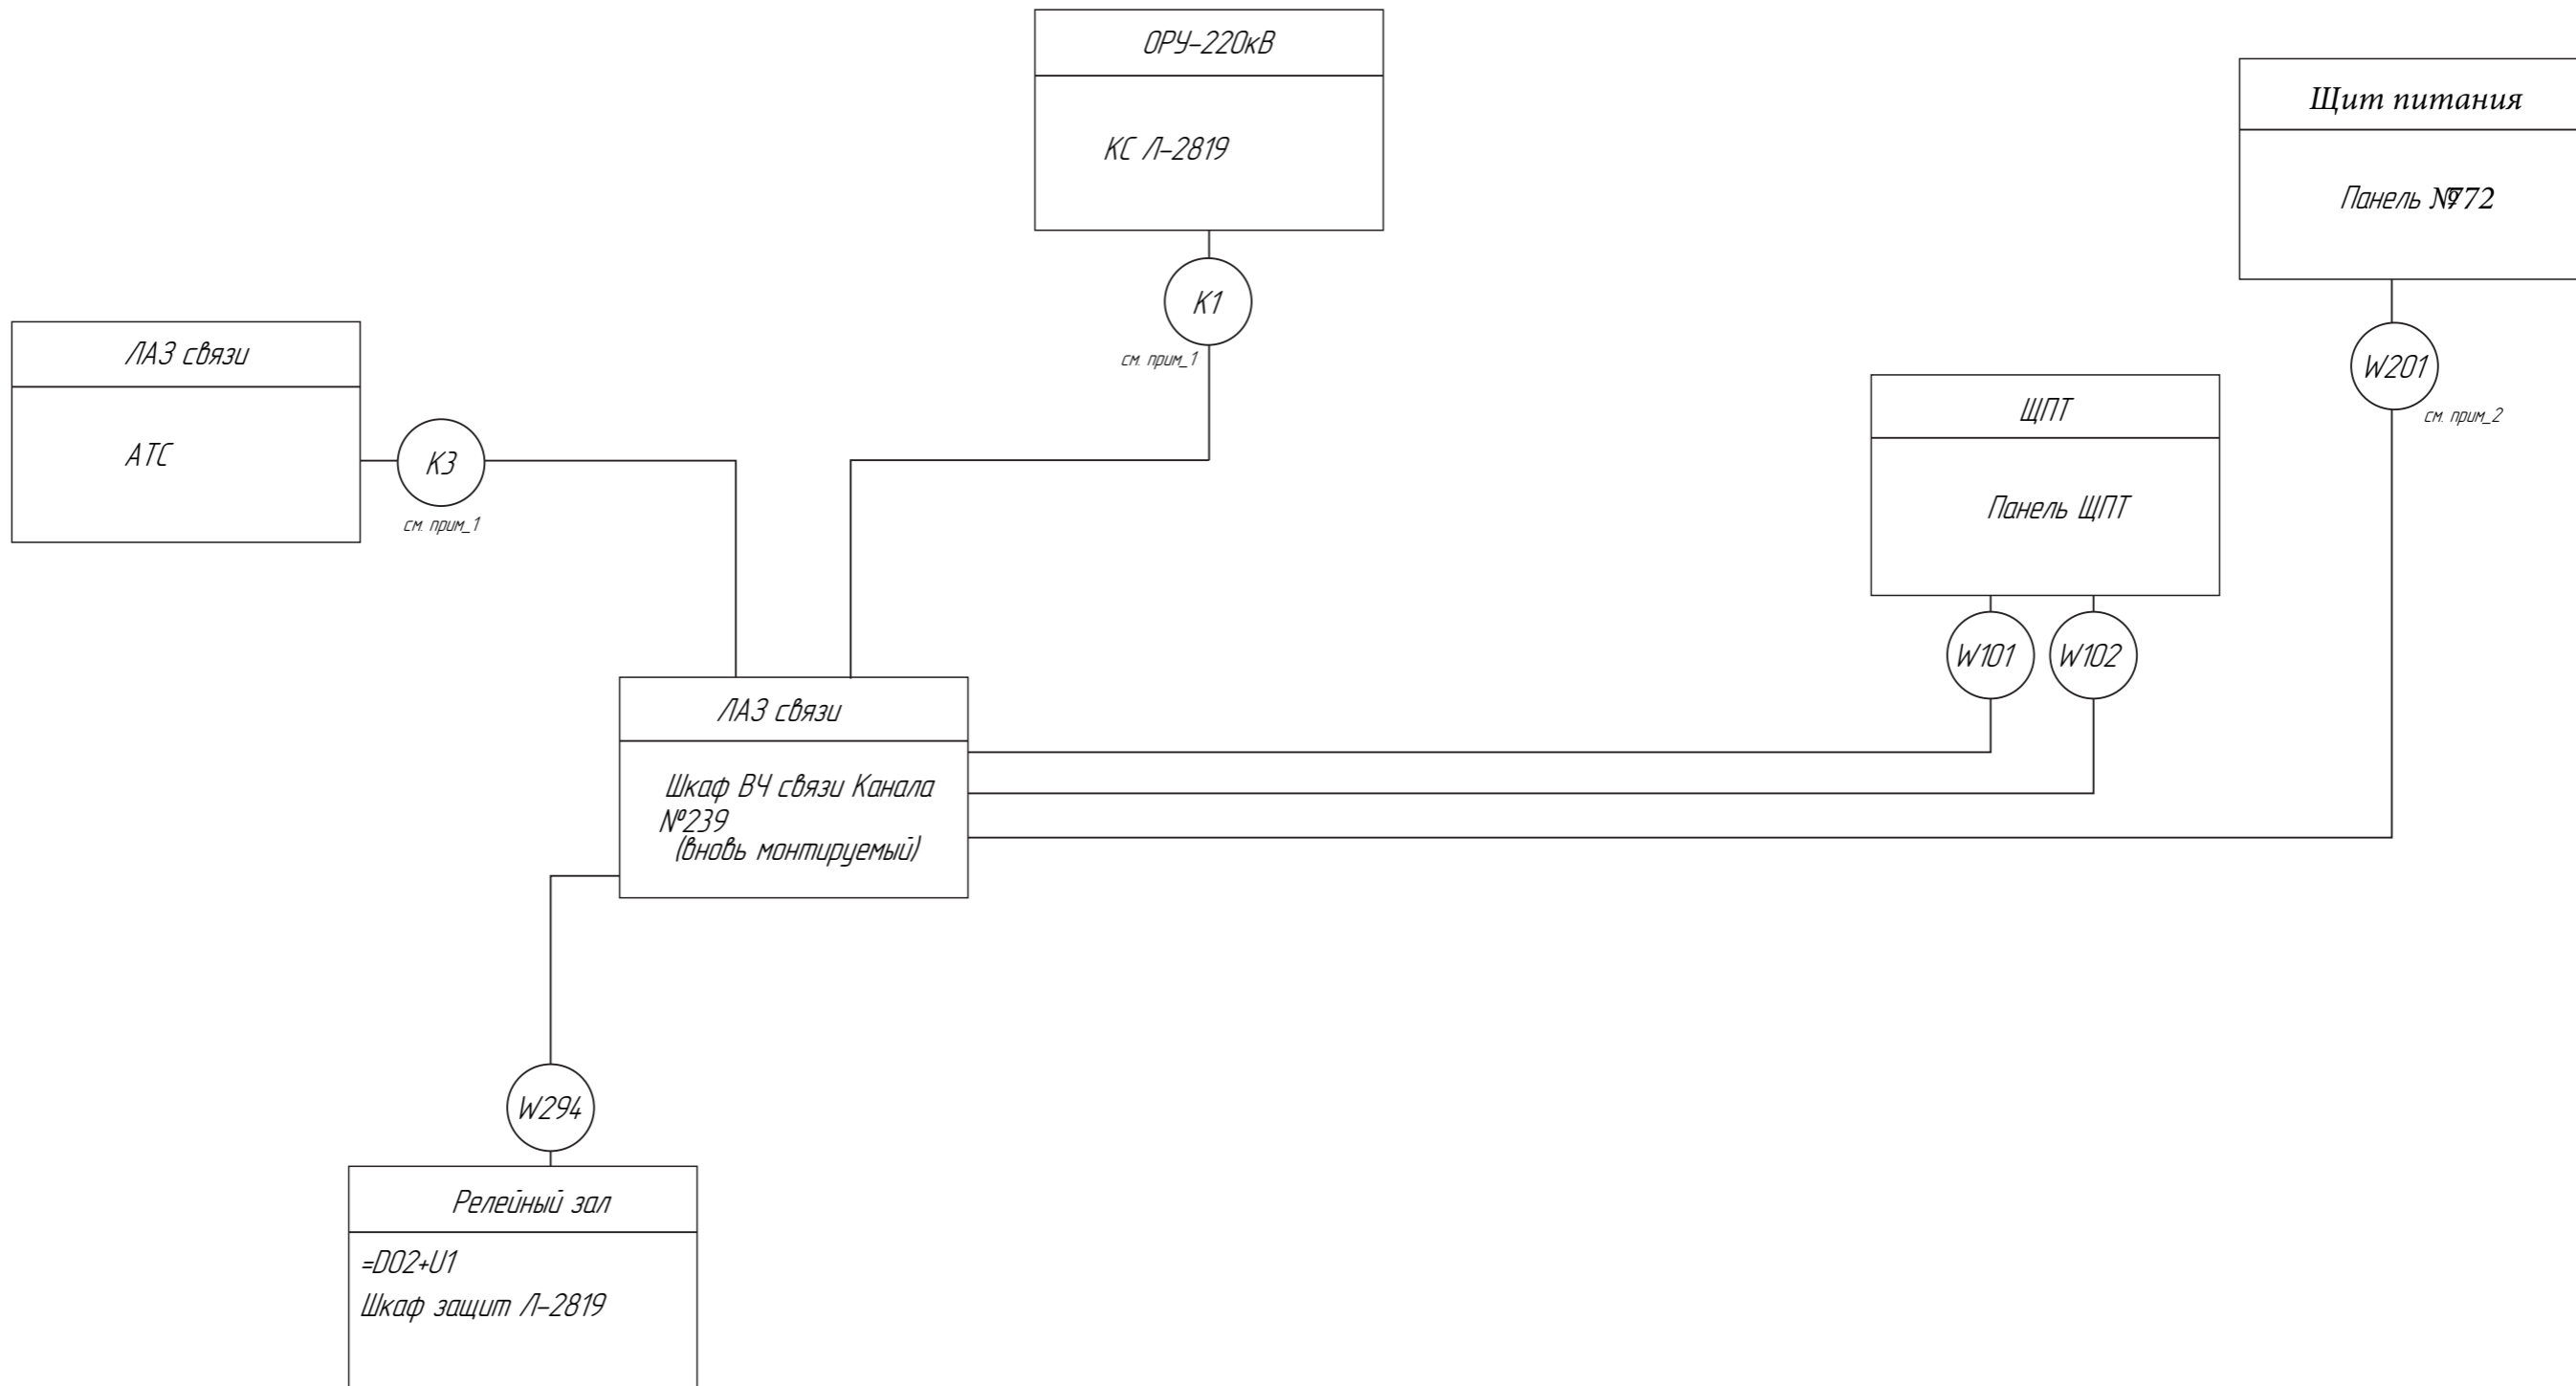 ОРУ-220кВ
КС Л-2819
К1
см. прим_1
Щит питания
Панель №772
W201
см. прим_2
ЛАЗ связи
АТС
К3
см. прим_1
ЩПТ
Панель ЩПТ
W101
W102
ЛАЗ связи
Шкаф ВЧ связи Канала
№239
(вновь монтируемый)
W294
Релейный зал
=D02+U1
Шкаф защит Л-2819